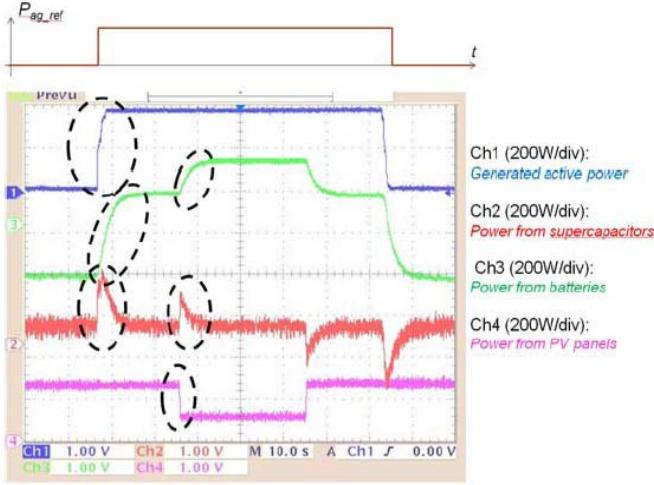 Pag_ref
t
PreVu
1
3
2
4
Ch1 (200W/div):
Generated active power
Ch2 (200W/div):
Power from supercapacitors
Ch3 (200W/div):
Power from batteries
Ch4 (200W/div):
Power from PV panels
Ch1 1.00 V Ch2 1.00 V M 10.0 s A Ch1 ∫ 0.00 V
Ch3 1.00 V Ch4 1.00 V